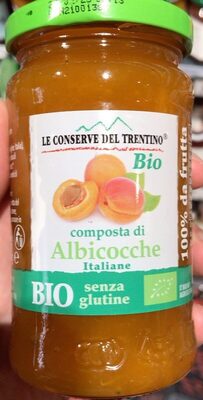 LE CONSERVE DEL TRENTINO®
Bio
composta di
Albicocche
Italiane
100% da frutta
BIO senza
glutine